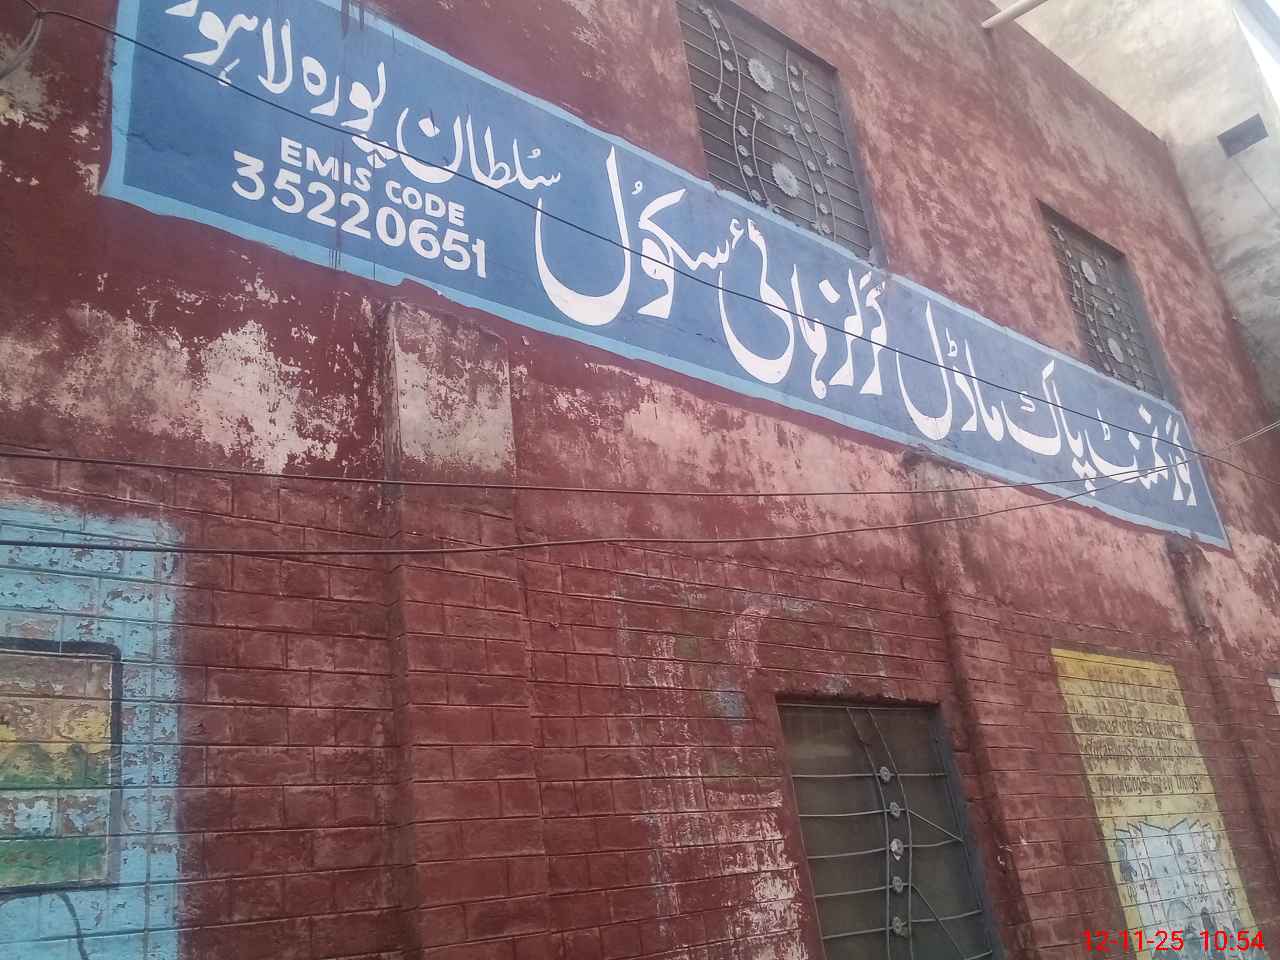 گورنمنٹ پاک ماڈل گرلز ہائی سکول سلطان پورہ لاہور
EMIS CODE
35220651
12-11-25 10:54